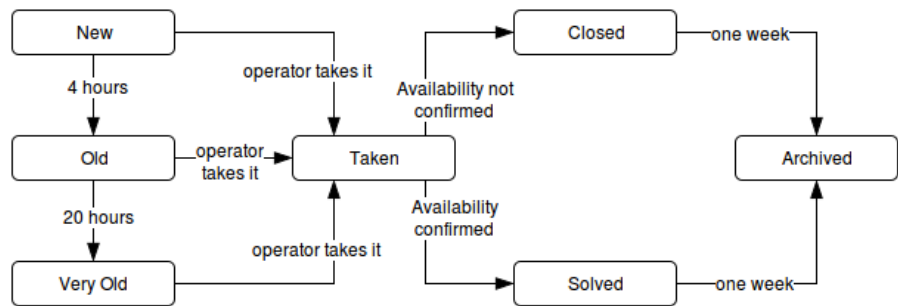 New
Closed
one week
operator takes it
4 hours
Availability not
confirmed
Old
operator
takes it
Taken
Archived
20 hours
Availability
confirmed
operator takes it
Very Old
Solved
one week